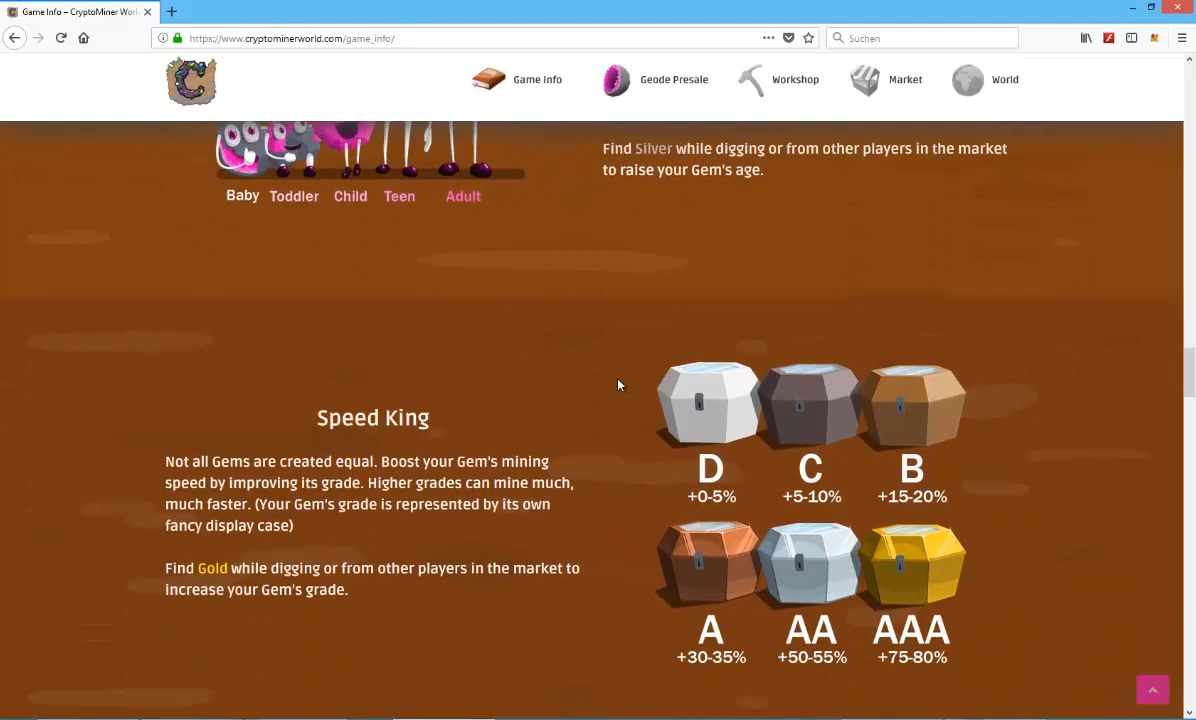 Game Info – CryptoMiner Worl
https://www.cryptominerworld.com/game_info/
Suchen
Game Info
Geode Presale
Workshop
Market
World
Baby
Toddler
Child
Teen
Adult
Find Silver while digging or from other players in the market
to raise your Gem's age.
Speed King
Not all Gems are created equal. Boost your Gem's mining
speed by improving its grade. Higher grades can mine much,
much faster. (Your Gem's grade is represented by its own
fancy display case)
Find Gold while digging or from other players in the market to
increase your Gem's grade.
D
C
B
+0-5%
+5-10%
+15-20%
A
AA
AAA
+30-35%
+50-55%
+75-80%